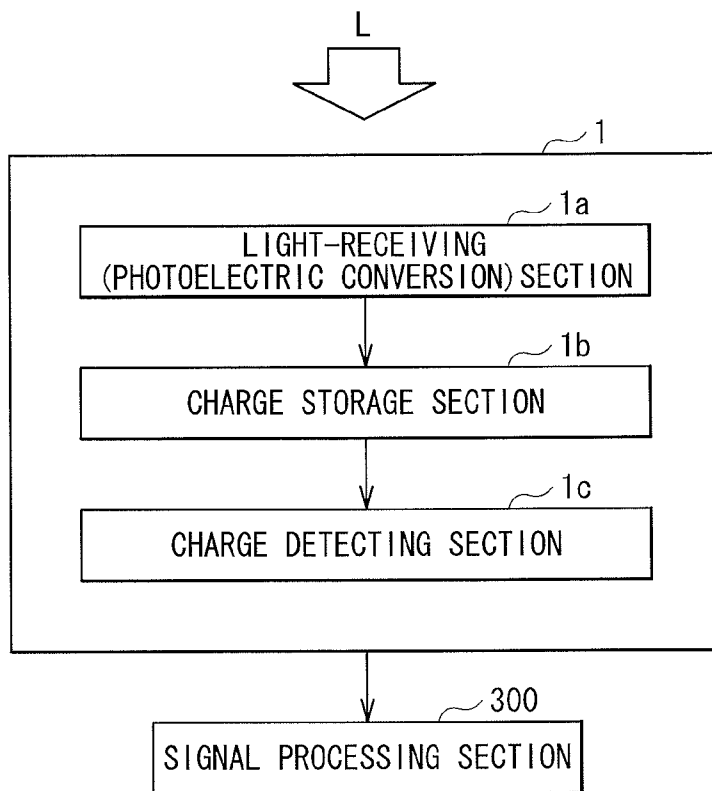 L
1
1a
LIGHT-RECEIVING
(PHOTOELECTRIC CONVERSION) SECTION
1b
CHARGE STORAGE SECTION
1c
CHARGE DETECTING SECTION
300
SIGNAL PROCESSING SECTION